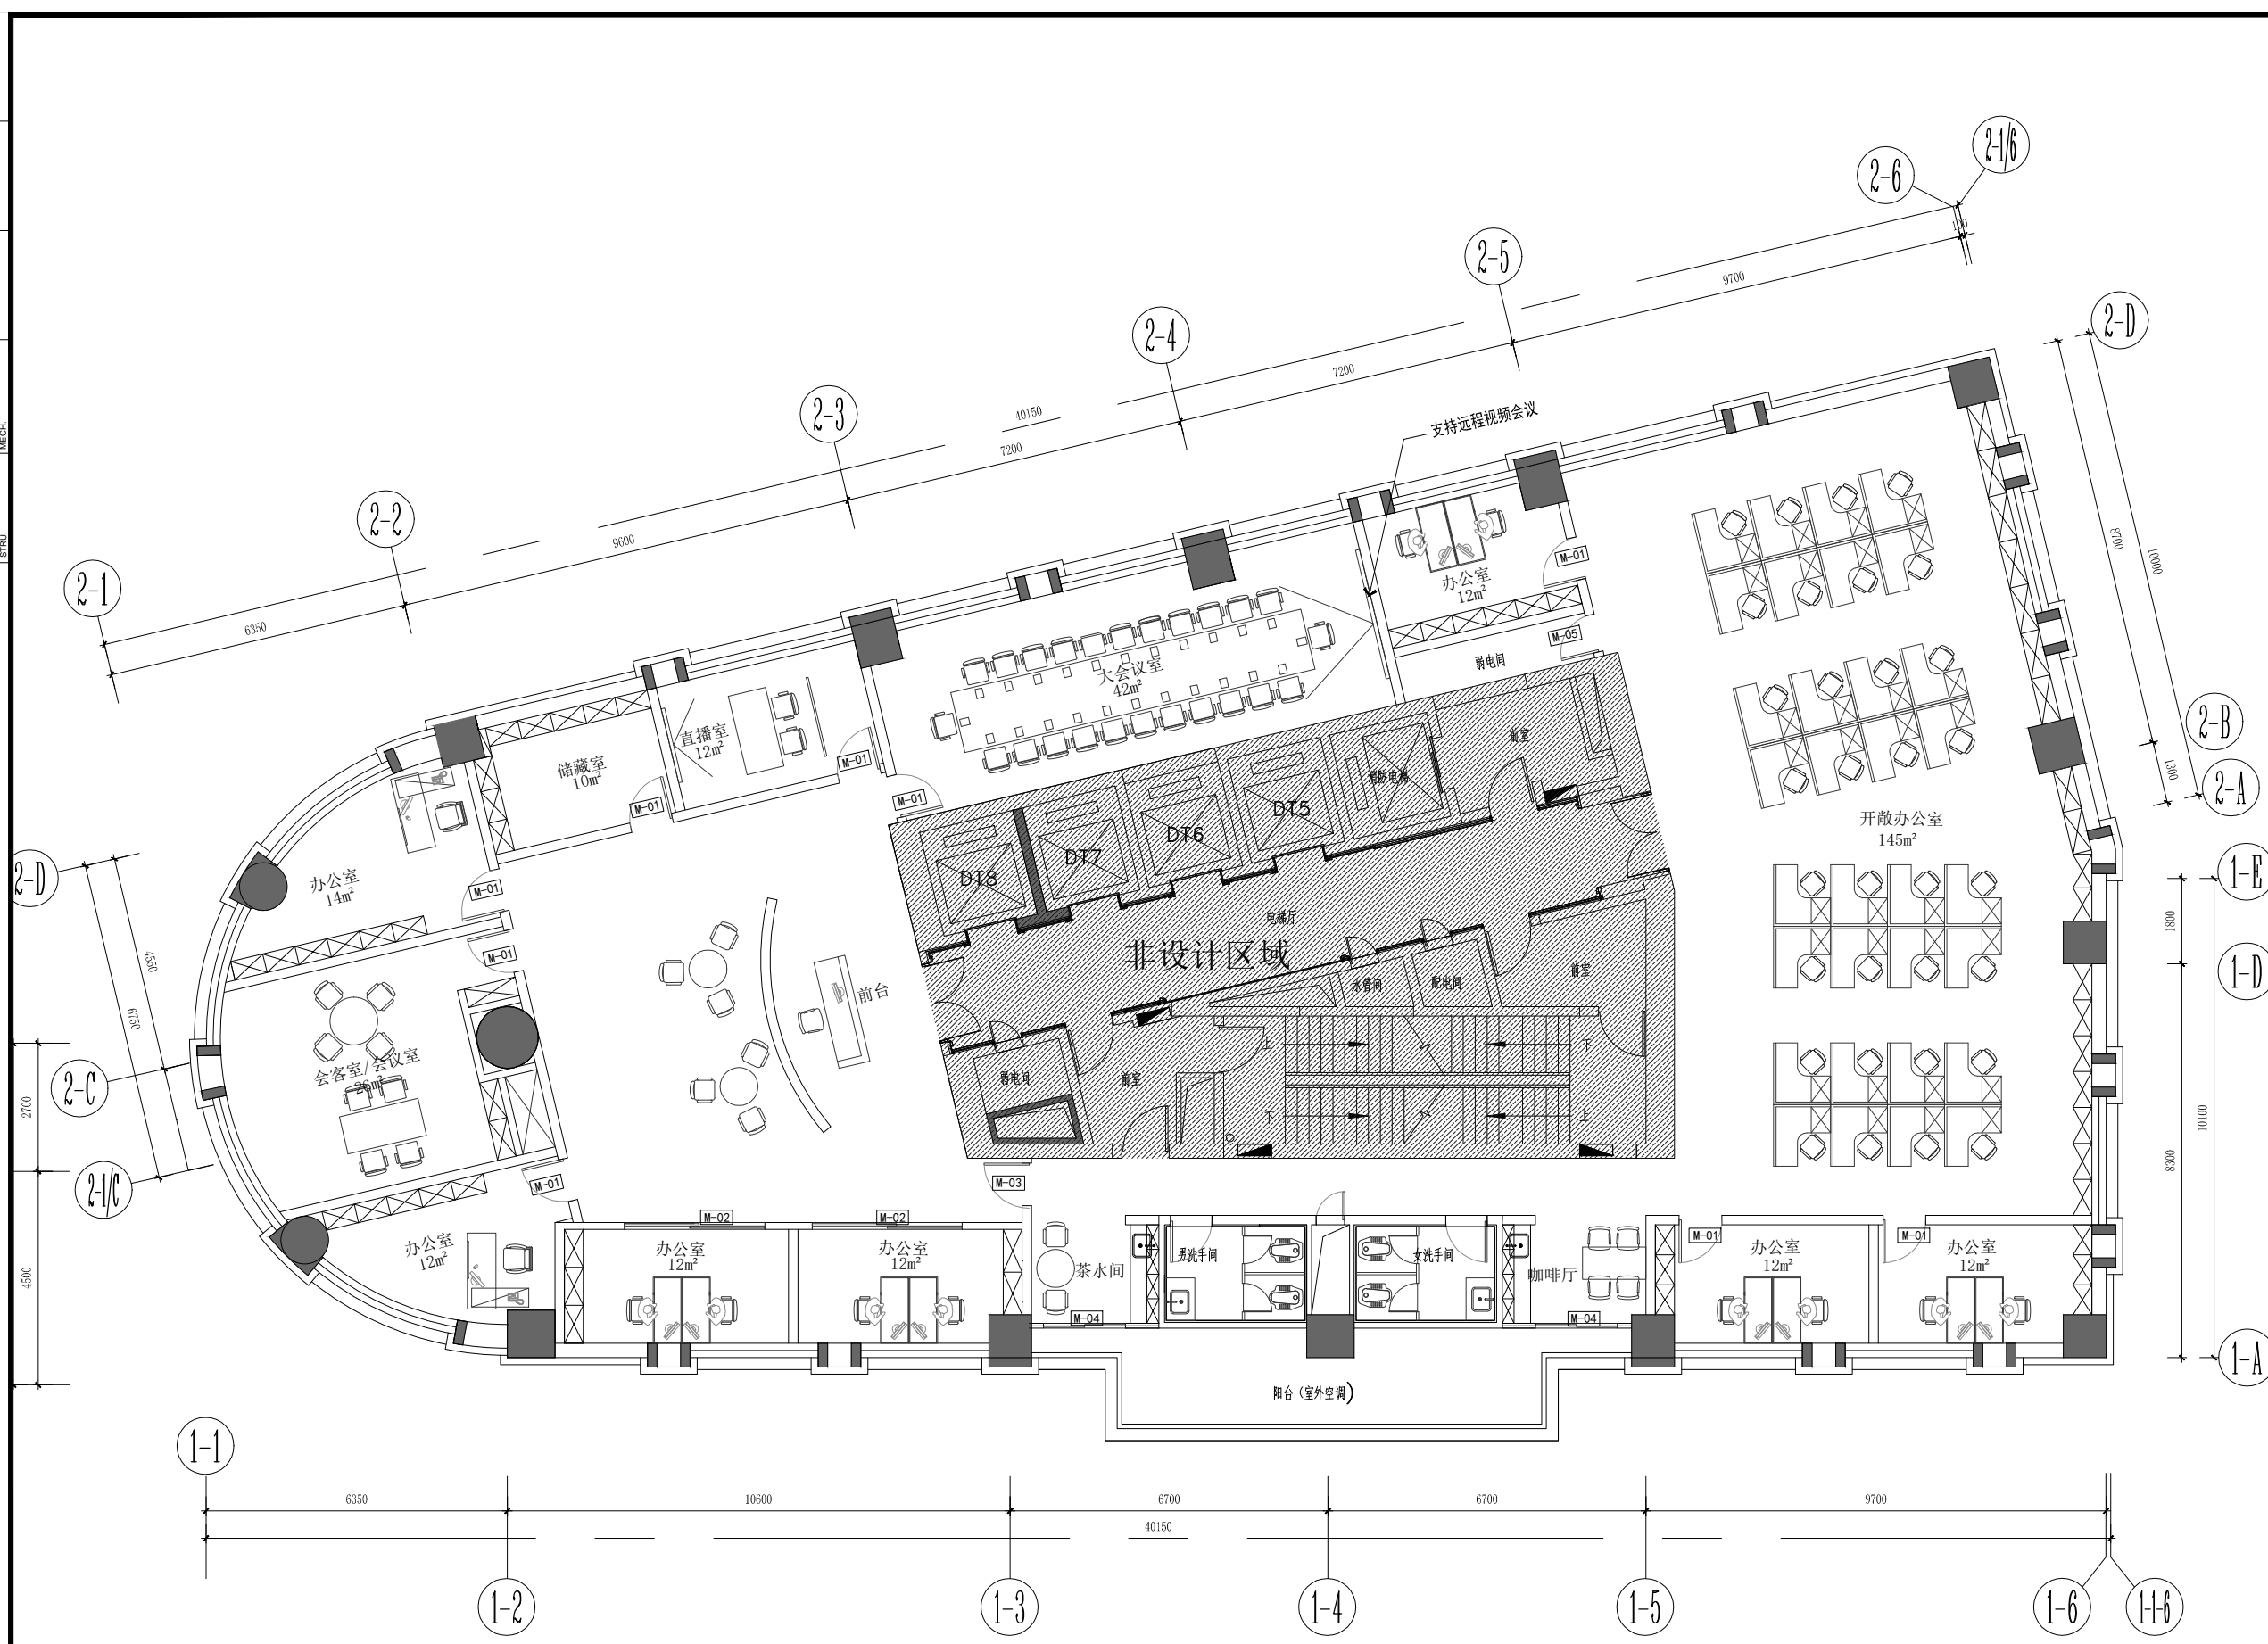 2-1/6
2-6
100
2-5
9700
2-D
2-4
7200
2-3
40150
7200
支持远程视频会议
MECH.
2-2
9600
8700
10000
STRU.
2-1
6350
M-01
办公室
12m²
M-05
弱电间
大会议室
42m²
直播室
12m²
M-01
储藏室
10m²
M-01
M-01
前室
消防电梯
2-B
1300
2-A
DT5
DT6
DT7
DT8
开敞办公室
145m²
2-D
办公室
14m²
M-01
M-01
1-E
1800
电梯厅
非设计区域
4550
6750
前台
水管间
配电间
前室
1-D
会客室/会议室
26m²
2-C
2700
弱电间
前室
上
下
下
上
10100
8300
2-1/C
M-01
M-03
M-02
M-02
4500
办公室
12m²
办公室
12m²
办公室
12m²
茶水间
男洗手间
女洗手间
咖啡厅
M-01
办公室
12m²
M-01
办公室
12m²
M-04
M-04
1-A
阳台（室外空调）
1-1
6350
10600
6700
6700
9700
40150
1-2
1-3
1-4
1-5
1-6
1-1-6